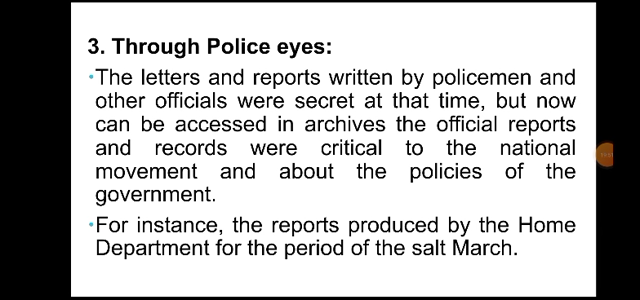 3. Through Police eyes:
•The letters and reports written by policemen and
other officials were secret at that time, but now
can be accessed in archives the official reports
and records were critical to the national
movement and about the policies of the
government.
•For instance, the reports produced by the Home
Department for the period of the salt March.